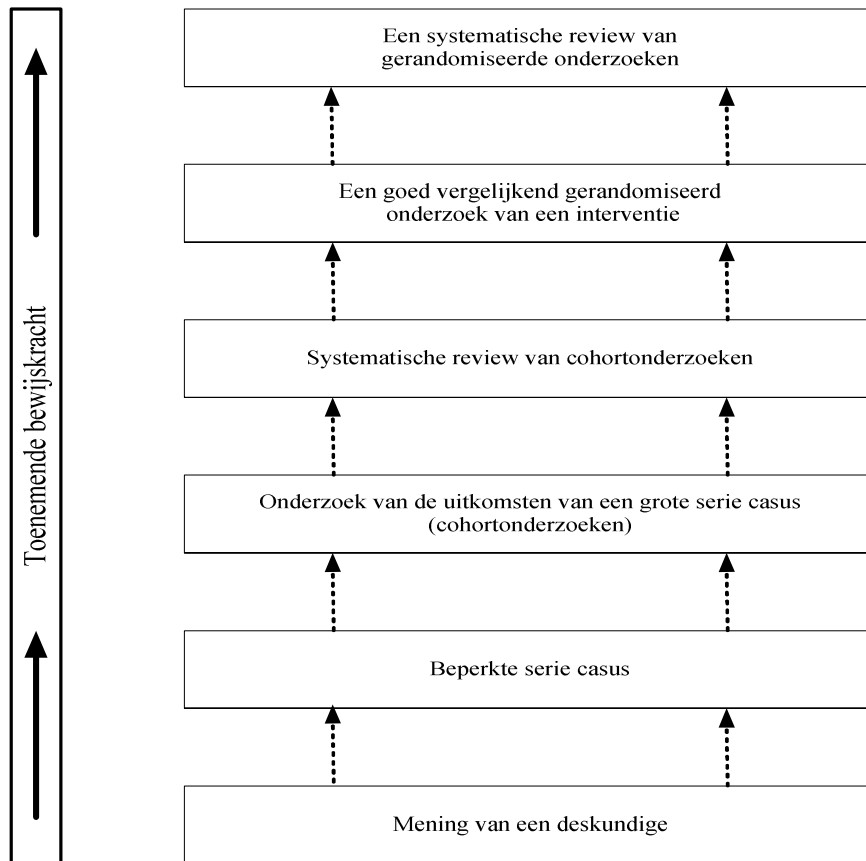 Een systematische review van
gerandomiseerde onderzoeken
Een goed vergelijkend gerandomiseerd
onderzoek van een interventie
Systematische review van cohortonderzoeken
Onderzoek van de uitkomsten van een grote serie casus
(cohortonderzoeken)
Beperkte serie casus
Mening van een deskundige
Toenemende bewijskracht